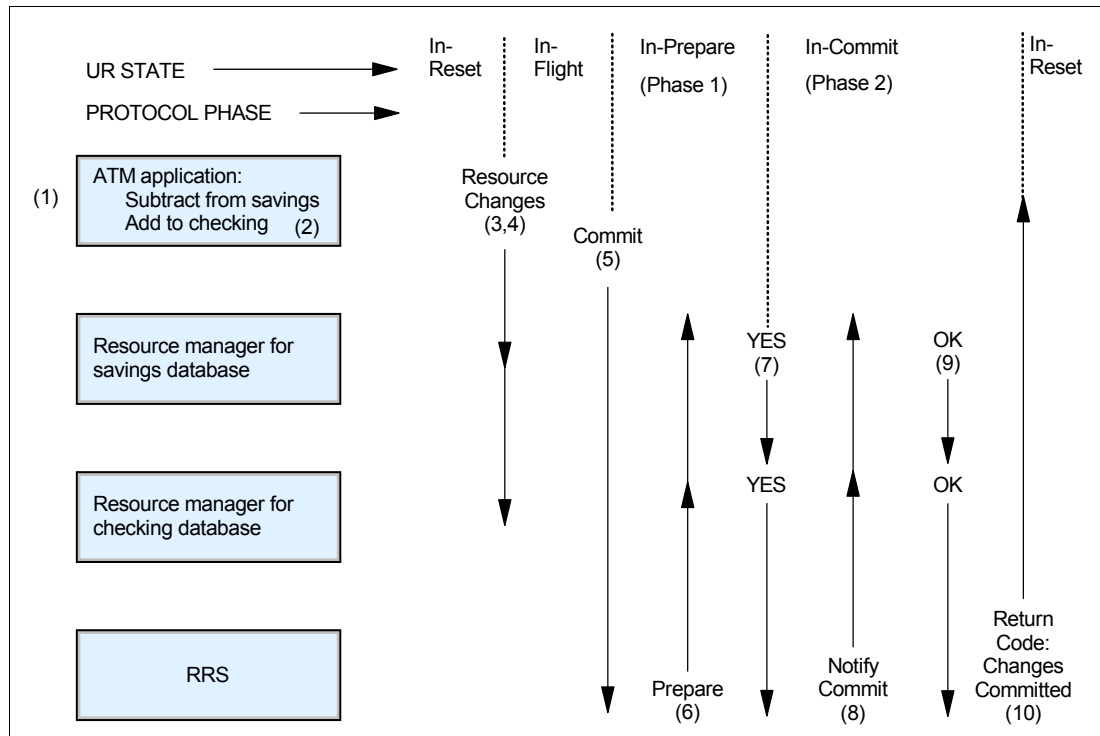 UR STATE
PROTOCOL PHASE
In-
Reset
In-
Flight
In-Prepare
(Phase 1)
In-Commit
(Phase 2)
In-
Reset
(1)
ATM application:
Subtract from savings
Add to checking (2)
Resource
Changes
(3,4)
Commit
(5)
Resource manager for
savings database
YES
(7)
OK
(9)
Resource manager for
checking database
YES
OK
RRS
Prepare
(6)
Notify
Commit
(8)
Return
Code:
Changes
Committed
(10)